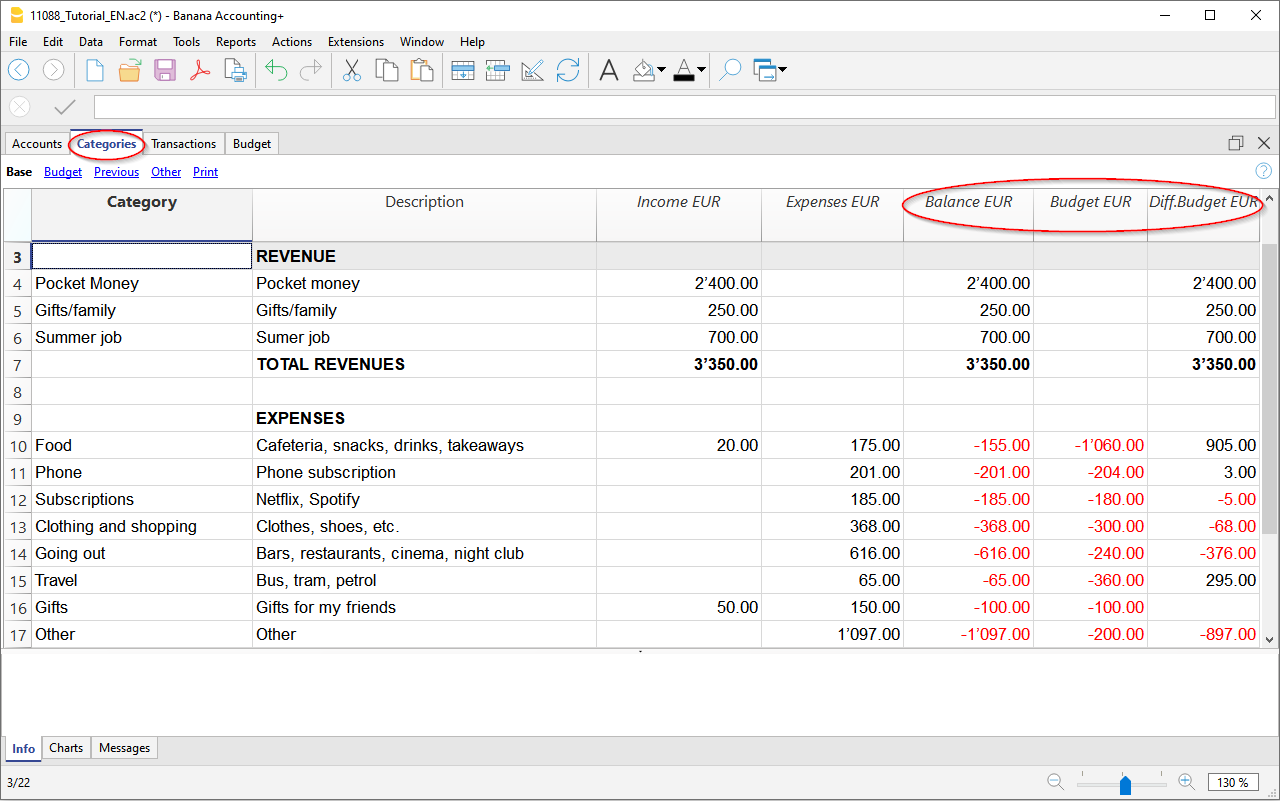 11088_Tutorial_EN.ac2 (*) - Banana Accounting+
File Edit Data Format Tools Reports Actions Extensions Window Help
Accounts Categories Transactions Budget
Base Budget Previous Other Print
Category Description Income EUR Expenses EUR Balance EUR Budget EUR Diff.Budget EUR
3 REVENUE
4 Pocket Money Pocket money 2’400.00 2’400.00 2’400.00
5 Gifts/family Gifts/family 250.00 250.00 250.00
6 Summer job Sumer job 700.00 700.00 700.00
7 TOTAL REVENUES 3’350.00 3’350.00 3’350.00
8
9 EXPENSES
10 Food Cafeteria, snacks, drinks, takeaways 20.00 175.00 -155.00 -1’060.00 905.00
11 Phone Phone subscription 201.00 -201.00 -204.00 3.00
12 Subscriptions Netflix, Spotify 185.00 -185.00 -180.00 -5.00
13 Clothing and shopping Clothes, shoes, etc. 368.00 -368.00 -300.00 -68.00
14 Going out Bars, restaurants, cinema, night club 616.00 -616.00 -240.00 -376.00
15 Travel Bus, tram, petrol 65.00 -65.00 -360.00 295.00
16 Gifts Gifts for my friends 50.00 150.00 -100.00 -100.00
17 Other Other 1’097.00 -1’097.00 -200.00 -897.00
Info Charts Messages
3/22 130 %